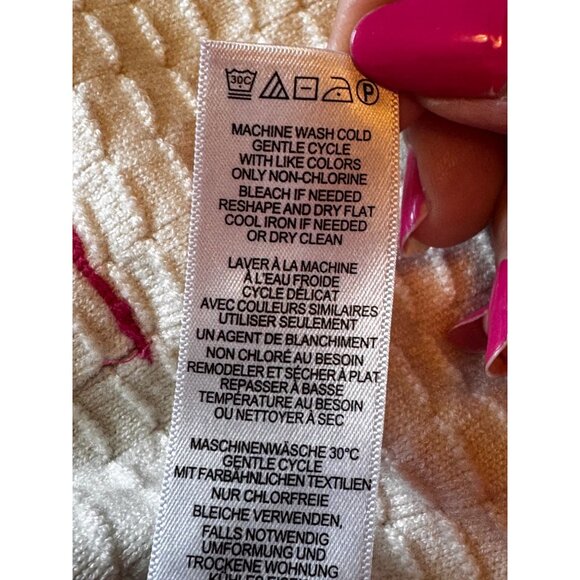 30C
P
MACHINE WASH COLD
GENTLE CYCLE
WITH LIKE COLORS
ONLY NON-CHLORINE
BLEACH IF NEEDED
RESHAPE AND DRY FLAT
COOL IRON IF NEEDED
OR DRY CLEAN
LAVER À LA MACHINE
À L'EAU FROIDE
CYCLE DÉLICAT
AVEC COULEURS SIMILAIRES
UTILISER SEULEMENT
UN AGENT DE BLANCHIMENT
NON CHLORÉ AU BESOIN
REMODELER ET SÉCHER À PLAT
REPASSER À BASSE
TEMPÉRATURE AU BESOIN
OU NETTOYER À SEC
MASCHINENWÄSCHE 30°C
GENTLE CYCLE
MIT FARBÄHNLICHEN TEXTILIEN
NUR CHLORFREIE
BLEICHE VERWENDEN,
FALLS NOTWENDIG
UMFORMUNG UND
TROCKENE WOHNUNG